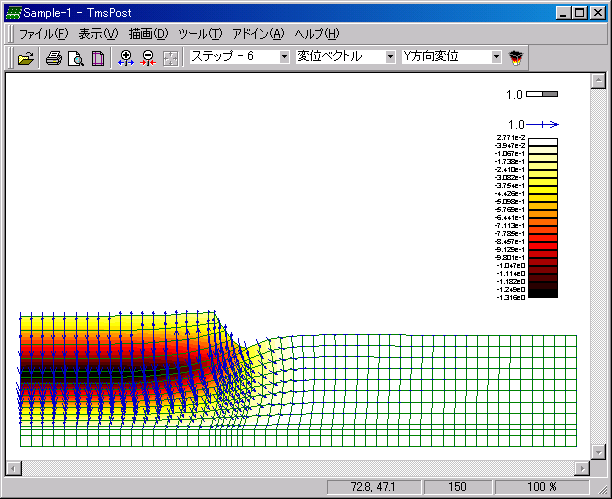 Sample-1 - TmsPost
ファイル(F) 表示(V) 描画(D) ツール(T) アドイン(A) ヘルプ(H)
ステップ - 6 変位ベクトル Y方向変位
1.0
1.0
2.771e-2
-3.947e-2
-1.067e-1
-1.738e-1
-2.410e-1
-3.082e-1
-3.754e-1
-4.426e-1
-5.098e-1
-5.769e-1
-6.441e-1
-7.113e-1
-7.785e-1
-8.457e-1
-9.129e-1
-9.801e-1
-1.047e0
-1.114e0
-1.182e0
-1.249e0
-1.316e0
72.8, 47.1 150 100 %